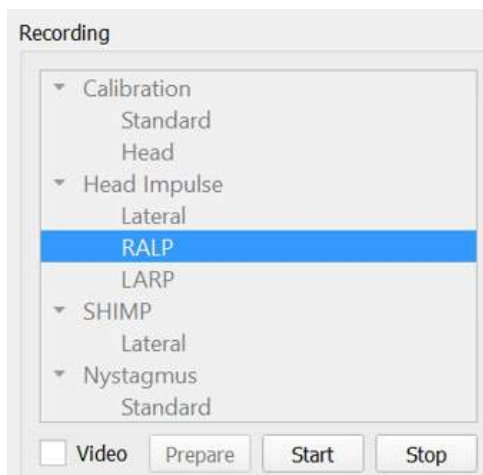 Recording
Calibration
Standard
Head
Head Impulse
Lateral
RALP
LARP
SHIMP
Lateral
Nystagmus
Standard
Video Prepare Start Stop